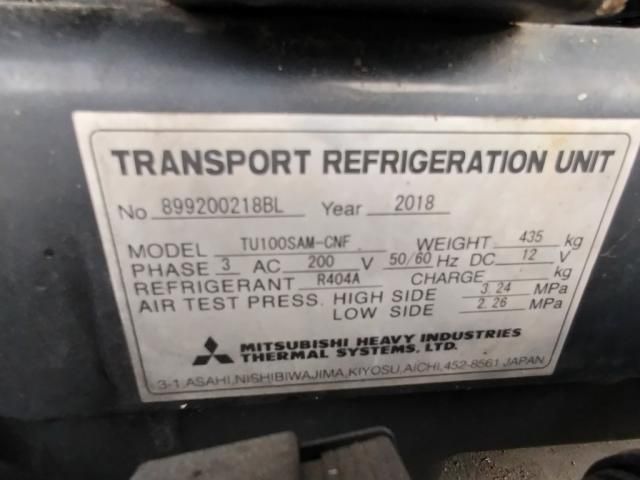 TRANSPORT REFRIGERATION UNIT
No 899200218BL Year 2018
MODEL TU100SAM-CNF WEIGHT 435 kg
PHASE 3 AC 200 V 50/60 Hz DC 12 V
REFRIGERANT R404A CHARGE kg
AIR TEST PRESS. HIGH SIDE 3.24 MPa
LOW SIDE 2.26 MPa
MITSUBISHI HEAVY INDUSTRIES
THERMAL SYSTEMS, LTD.
3-1, ASAHI, NISHIBIWAJIMA, KIYOSU, AICHI, 452-8561 JAPAN